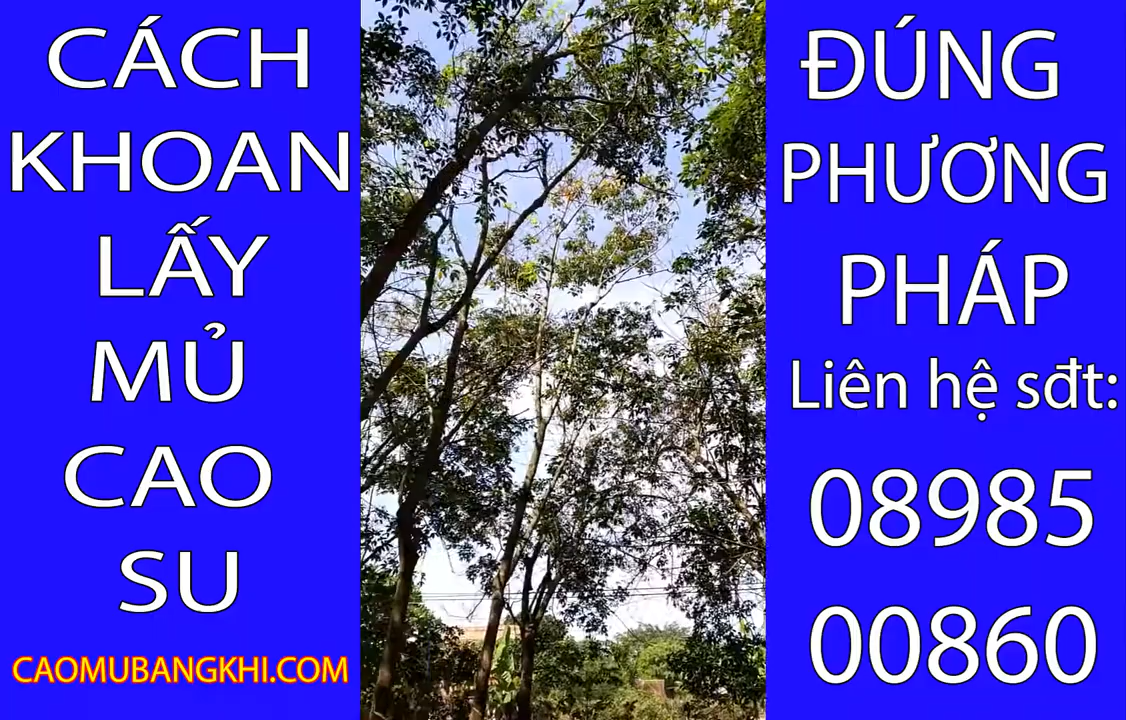 CÁCH
KHOAN
LẤY
MỦ
CAO
SU
CAOMUBANGKHI.COM
ĐÚNG
PHƯƠNG
PHÁP
Liên hệ sđt:
08985
00860